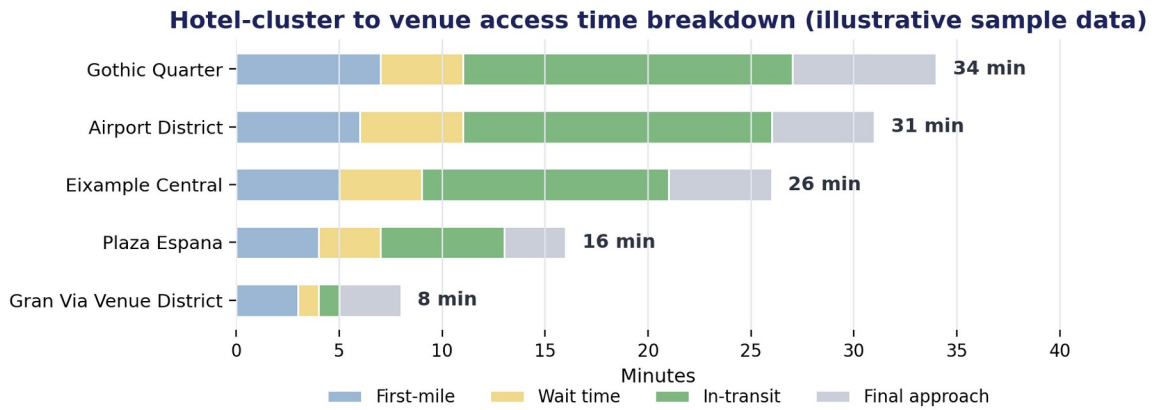 Hotel-cluster to venue access time breakdown (illustrative sample data)
Gothic Quarter
34 min
Airport District
31 min
Eixample Central
26 min
Plaza Espana
16 min
Gran Via Venue District
8 min
0 5 10 15 20 25 30 35 40
Minutes
First-mile Wait time In-transit Final approach